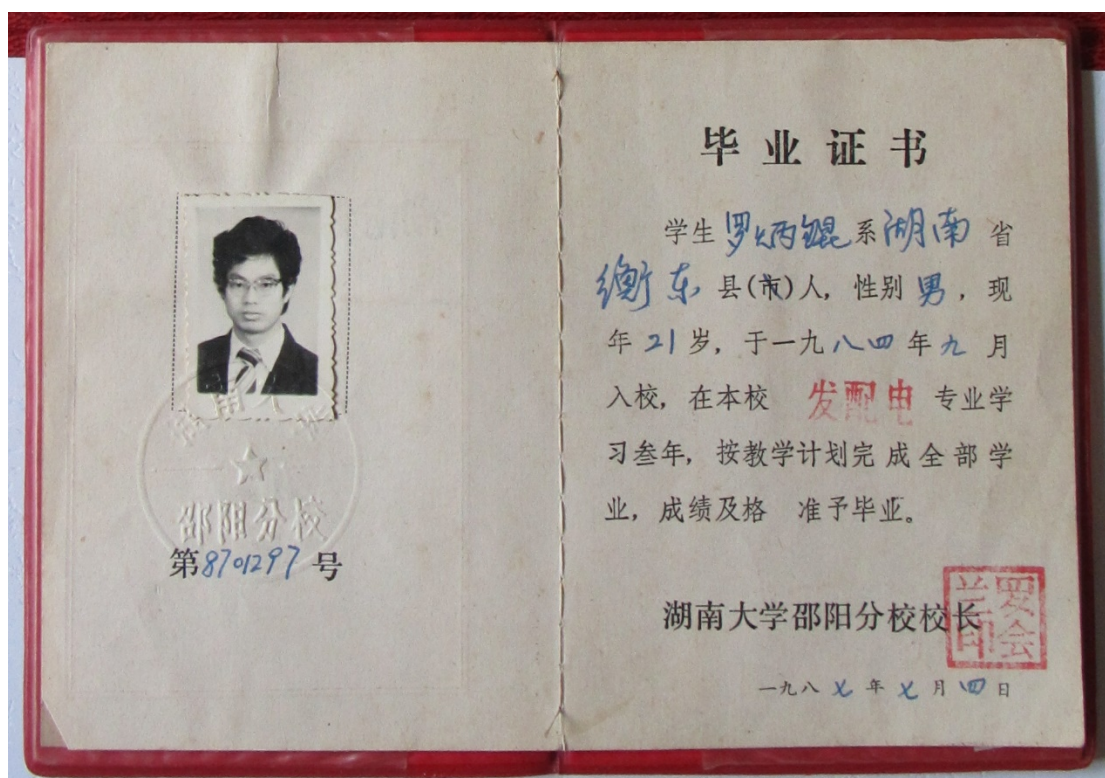 邵阳分校
第8701297号
毕业证书
学生罗炳锟系湖南省
衡东县(市)人，性别男，现
年21岁，于一九八四年九月
入校，在本校 发配电 专业学
习叁年，按教学计划完成全部学
业，成绩及格 准予毕业。
湖南大学邵阳分校校长
罗会
兰印
一九八七年七月四日